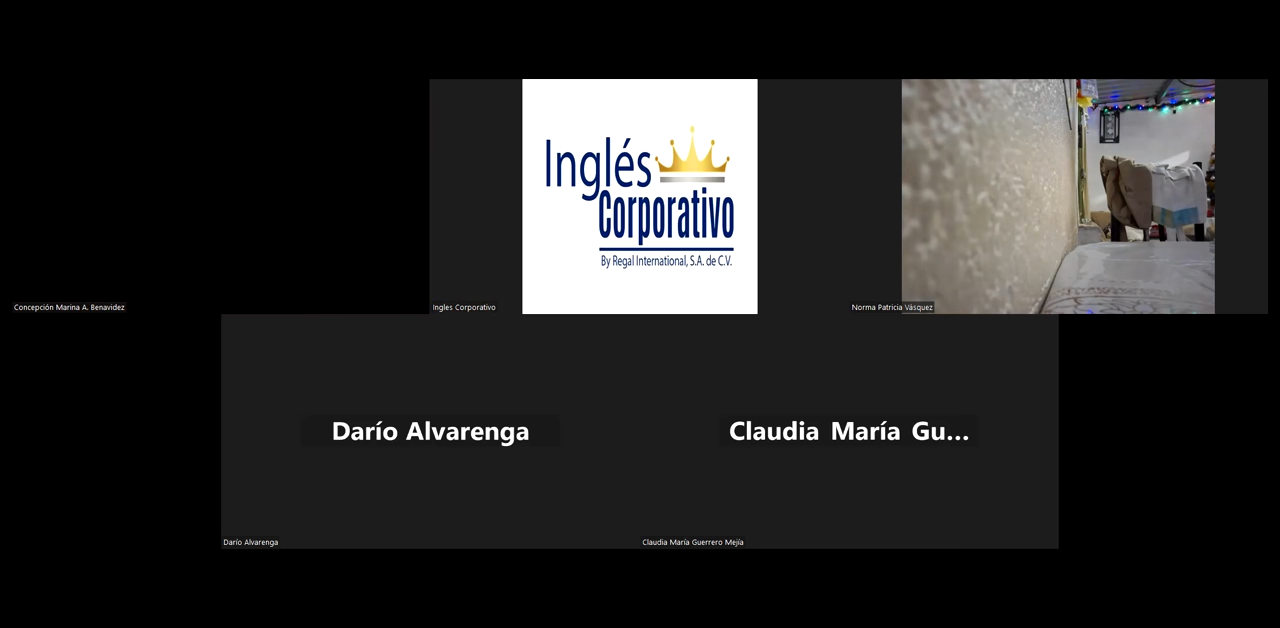 Inglés
Corporativo
By Regal International, S.A. de C.V.
Concepción Marina A. Benavidez
Ingles Corporativo
Norma Patricia Vásquez
Darío Alvarenga
Claudia María Gu...
Darío Alvarenga
Claudia María Guerrero Mejía